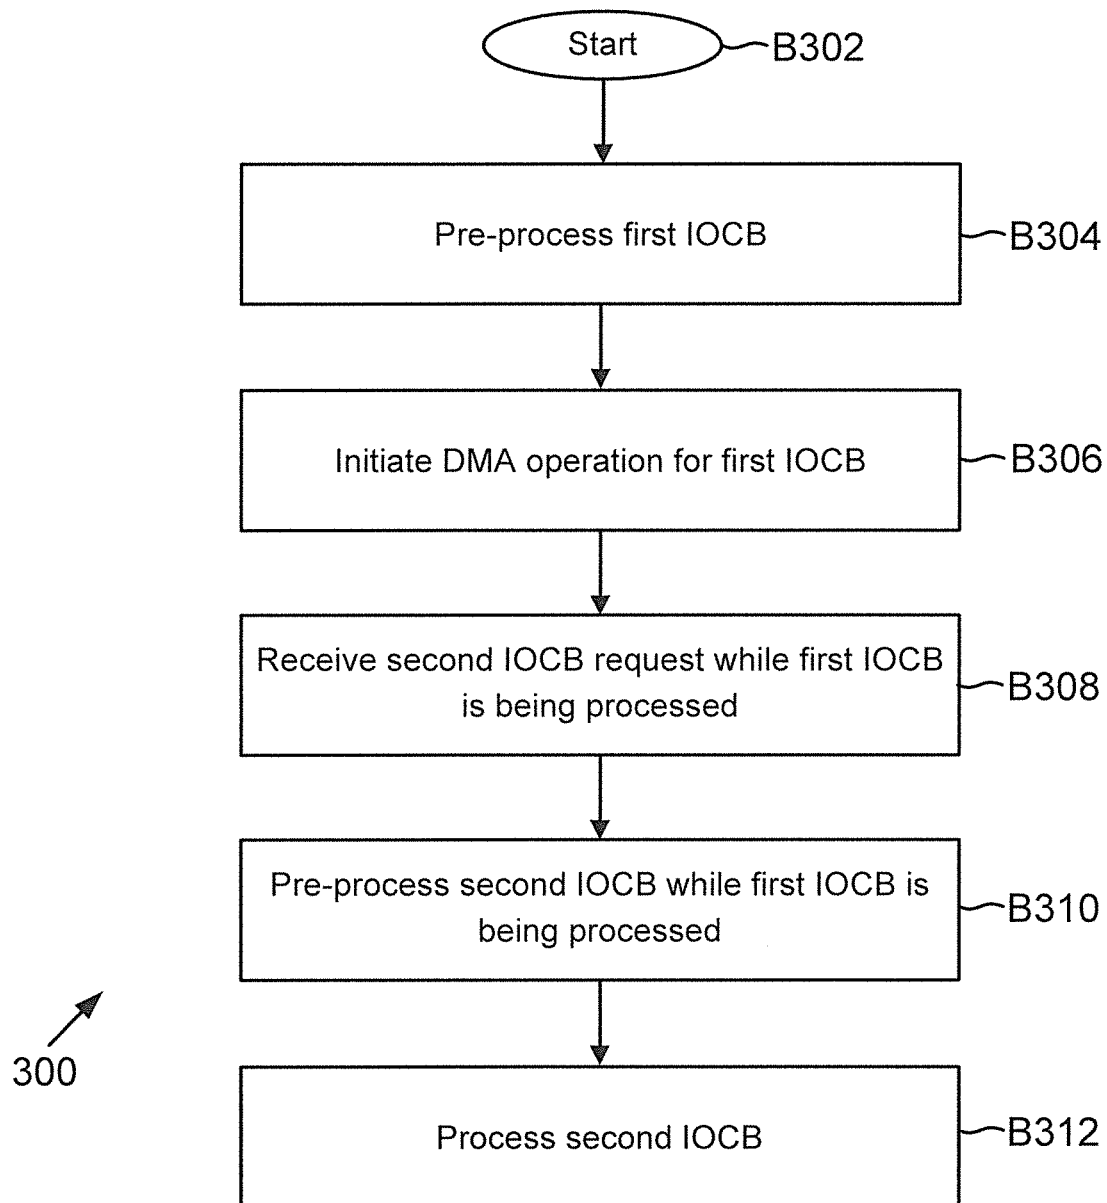 Start
B302
Pre-process first IOCB
B304
Initiate DMA operation for first IOCB
B306
Receive second IOCB request while first IOCB
is being processed
B308
Pre-process second IOCB while first IOCB is
being processed
B310
300
Process second IOCB
B312